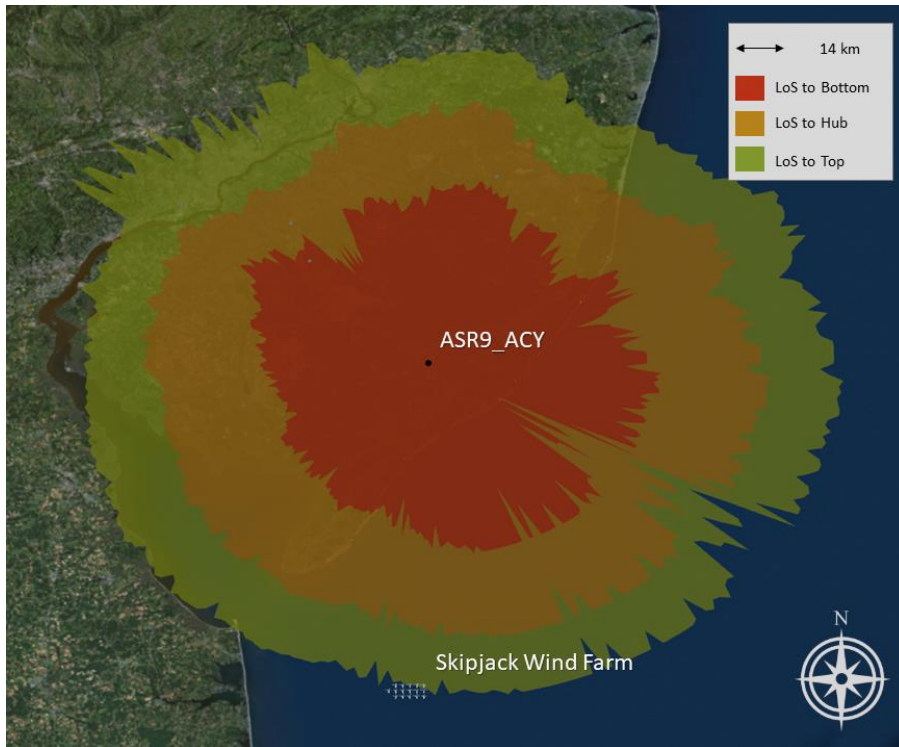 14 km
LoS to Bottom
LoS to Hub
LoS to Top
ASR9_ACY
Skipjack Wind Farm
N